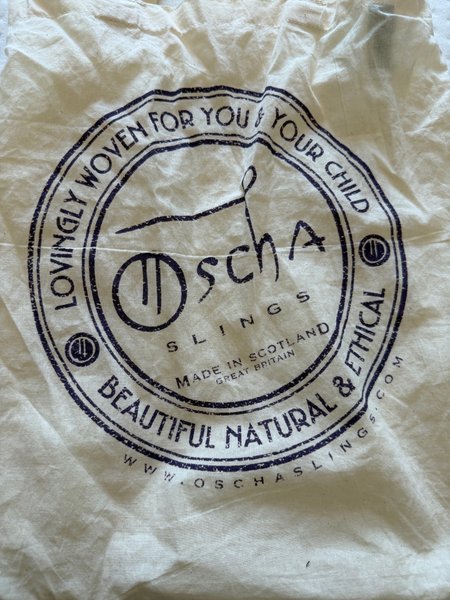 LOVINGLY WOVEN FOR YOU & YOUR CHILD
OSCHA
SLINGS
MADE IN SCOTLAND
GREAT BRITAIN
BEAUTIFUL NATURAL & ETHICAL
WWW.OSCHASLINGS.COM